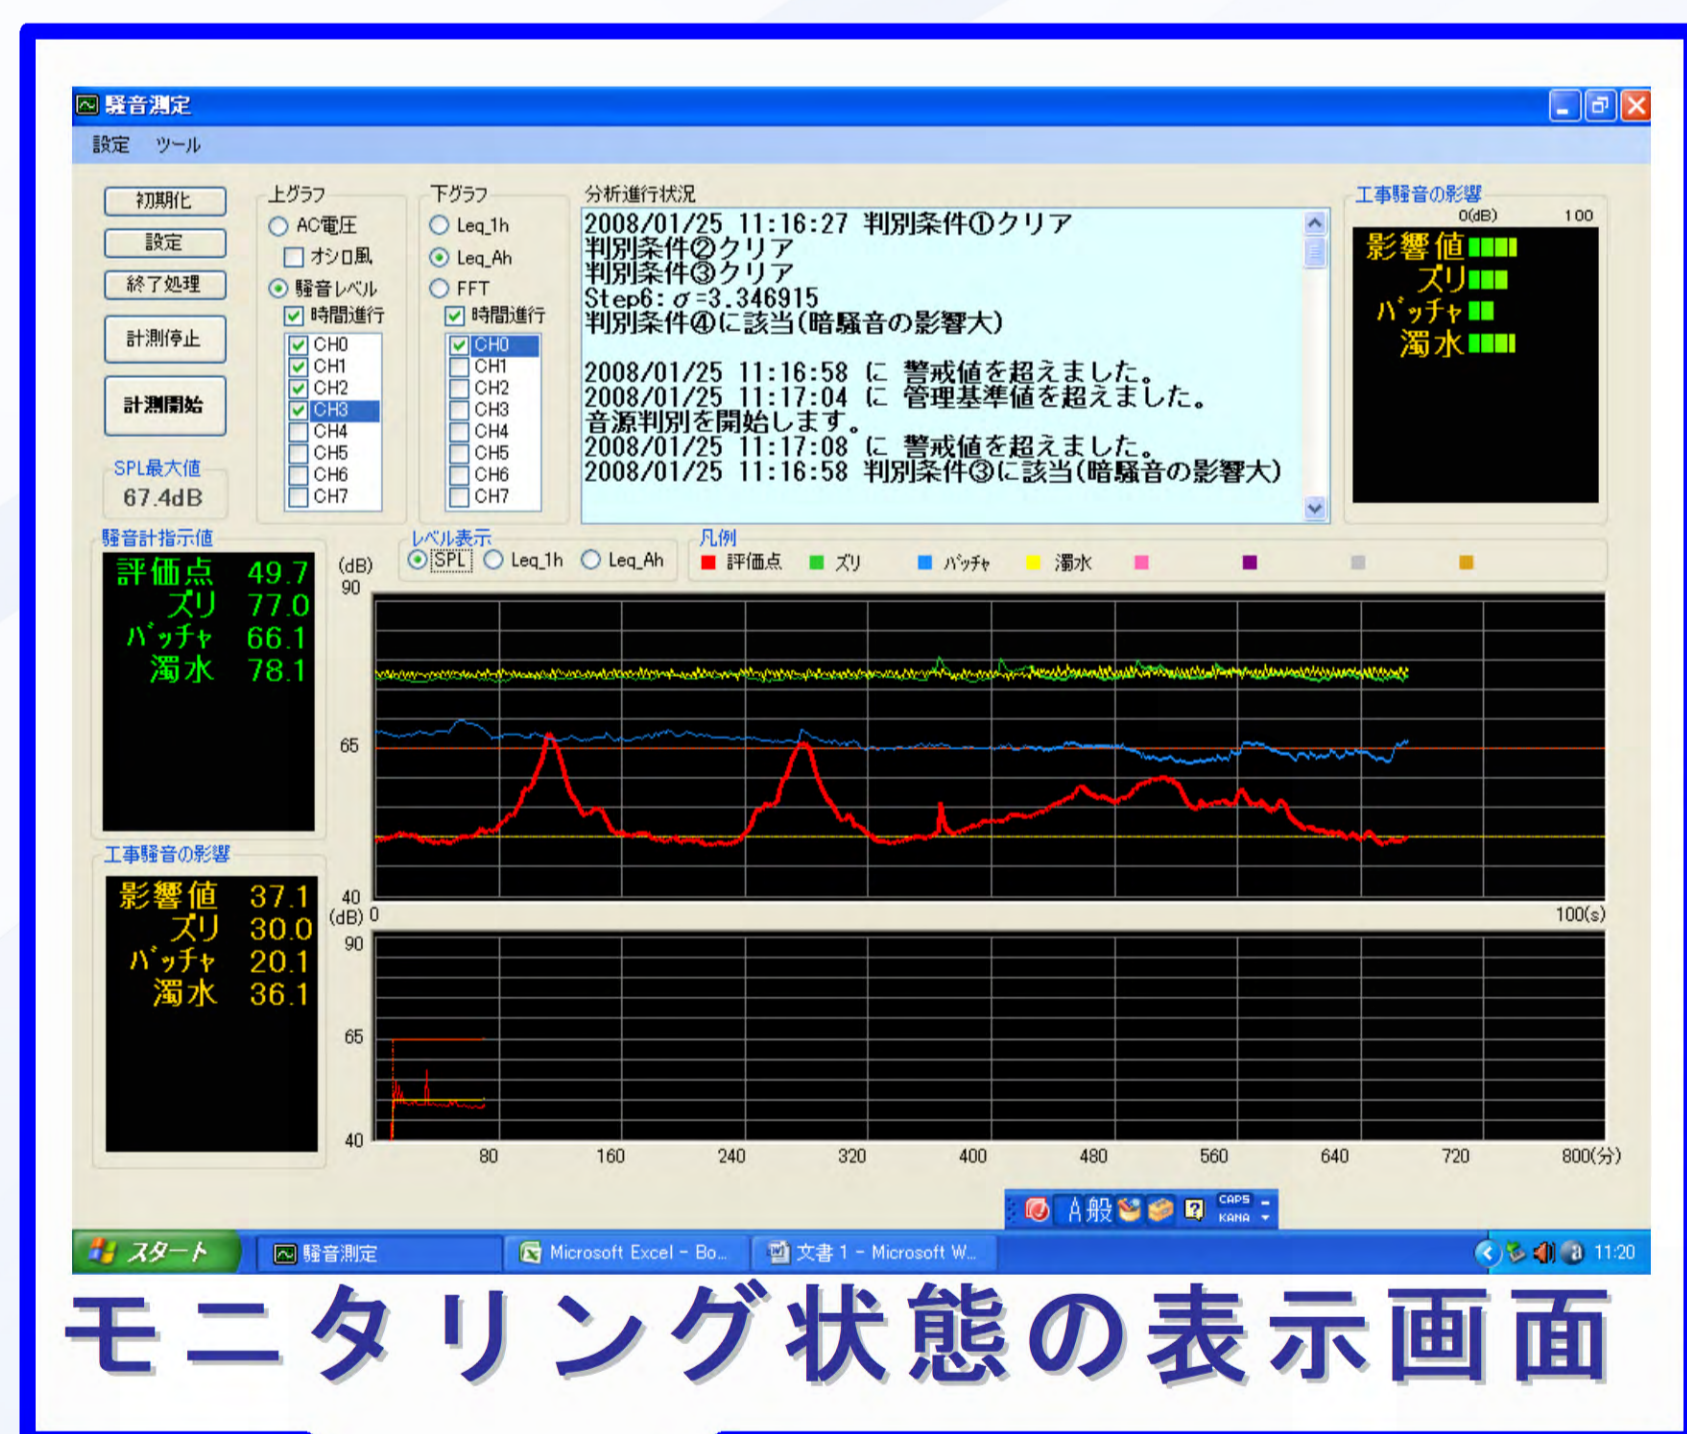 騒音測定
設定 ツール
初期化
設定
終了処理
計測停止
計測開始
SPL最大値
67.4dB
上グラフ
AC電圧
オシロ風
騒音レベル
時間進行
CH0
CH1
CH2
CH3
CH4
CH5
CH6
CH7
下グラフ
Leq_1h
Leq_Ah
FFT
時間進行
CH0
CH1
CH2
CH3
CH4
CH5
CH6
CH7
分析進行状況
2008/01/25 11:16:27 判別条件①クリア
判別条件②クリア
判別条件③クリア
Step6:σ=3.346915
判別条件④に該当(暗騒音の影響大)
2008/01/25 11:16:58 に 警戒値を超えました。
2008/01/25 11:17:04 に 管理基準値を超えました。
音源判別を開始します。
2008/01/25 11:17:08 に 警戒値を超えました。
2008/01/25 11:16:58 判別条件③に該当(暗騒音の影響大)
工事騒音の影響
0(dB) 100
影響値
ズリ
バッチャ
濁水
騒音計指示値
評価点 49.7
ズリ 77.0
バッチャ 66.1
濁水 78.1
レベル表示
SPL Leq_1h Leq_Ah
凡例
評価点 ズリ バッチャ 濁水
(dB)
90
65
40
0 100(s)
工事騒音の影響
影響値 37.1
ズリ 30.0
バッチャ 20.1
濁水 36.1
(dB)
90
65
40
80 160 240 320 400 480 560 640 720 800(分)
A 般 CAPS
KANA
スタート 騒音測定 Microsoft Excel - Bo... 文書 1 - Microsoft W... 11:20
モニタリング状態の表示画面